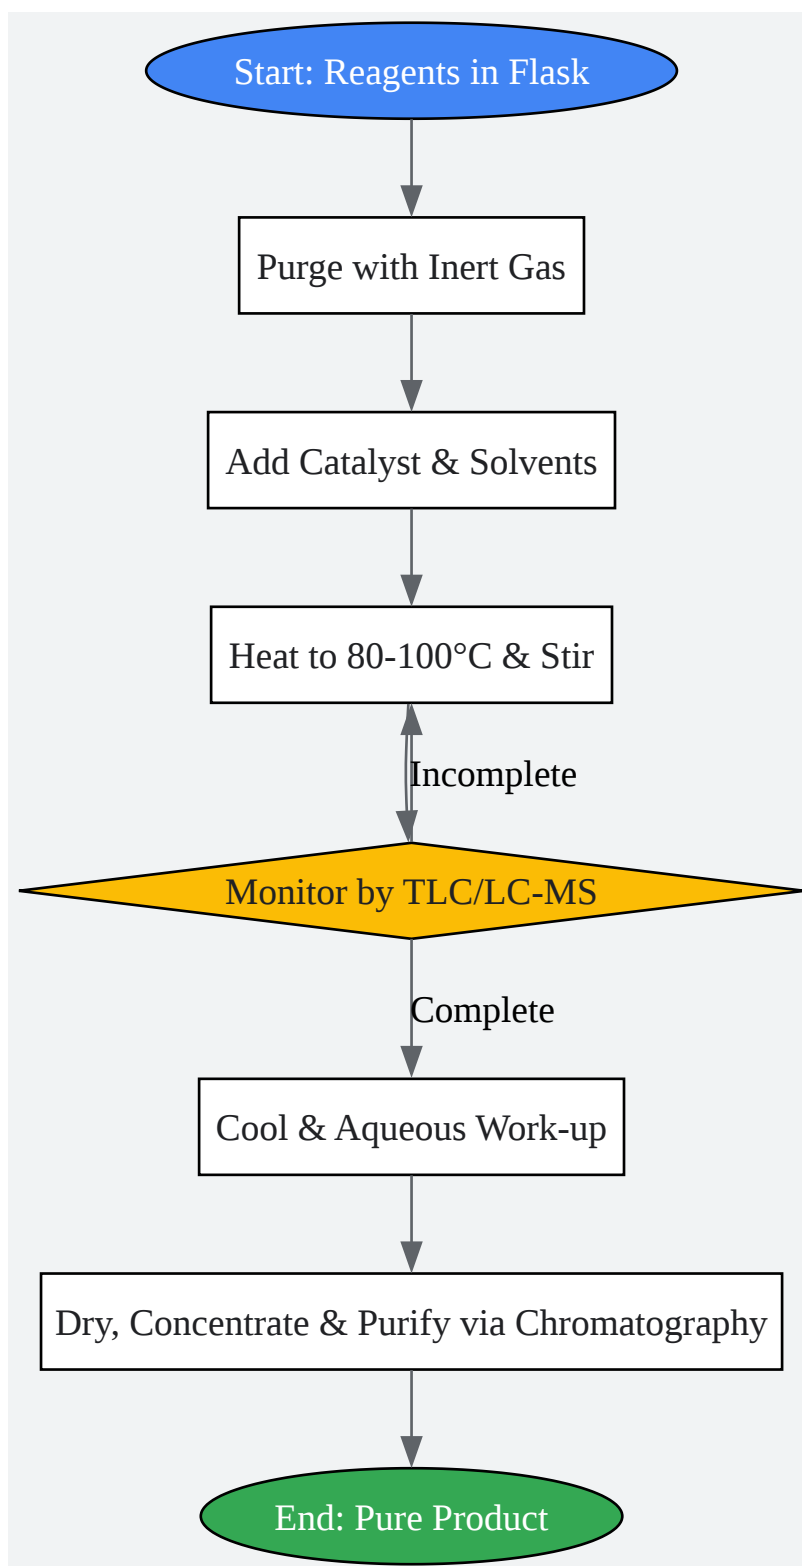 Start: Reagents in Flask
Purge with Inert Gas
Add Catalyst & Solvents
Heat to 80-100°C & Stir
Incomplete
Monitor by TLC/LC-MS
Complete
Cool & Aqueous Work-up
Dry, Concentrate & Purify via Chromatography
End: Pure Product